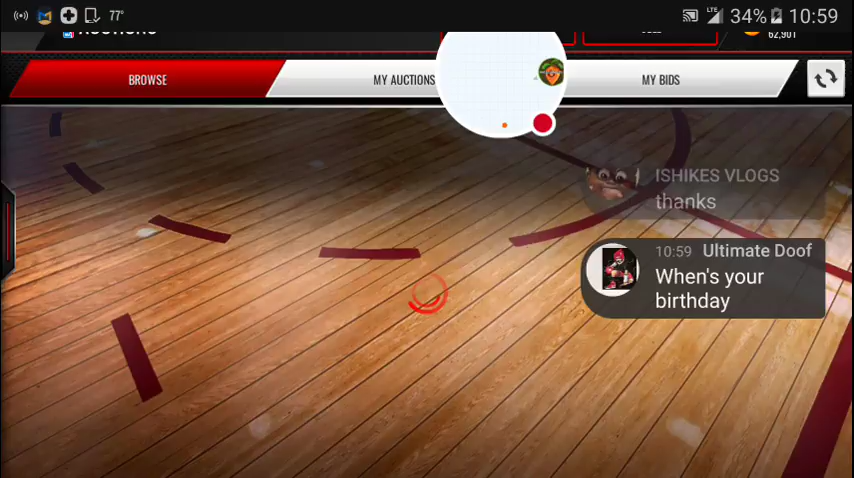 77°
LTE
34%
10:59
62,901
BROWSE
MY AUCTIONS
MY BIDS
ISHIKES VLOGS
thanks
10:59 Ultimate Doof
When's your
birthday